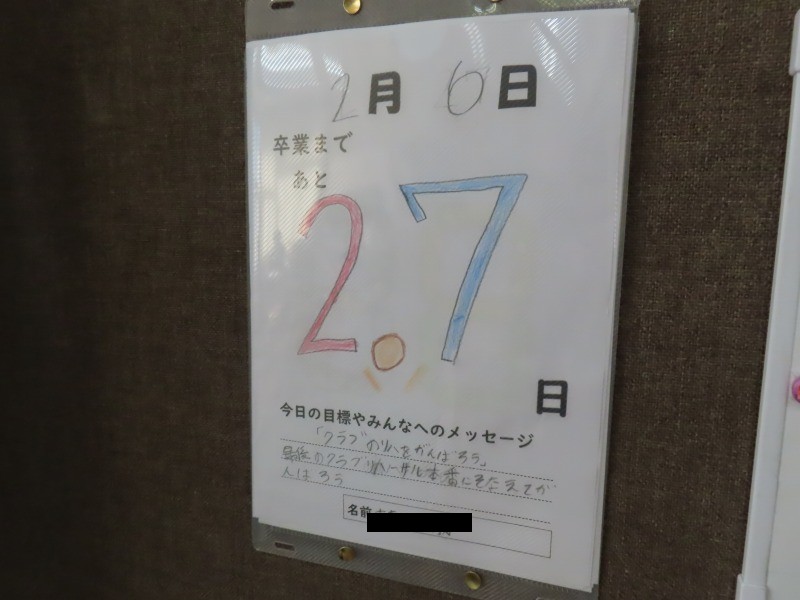 2月6日
卒業まで
あと
2.7
日
今日の目標やみんなへのメッセージ
「クラブのリハをがんばろう」
最後のクラブリハーサル本番にそなえてが
んばろう
名前